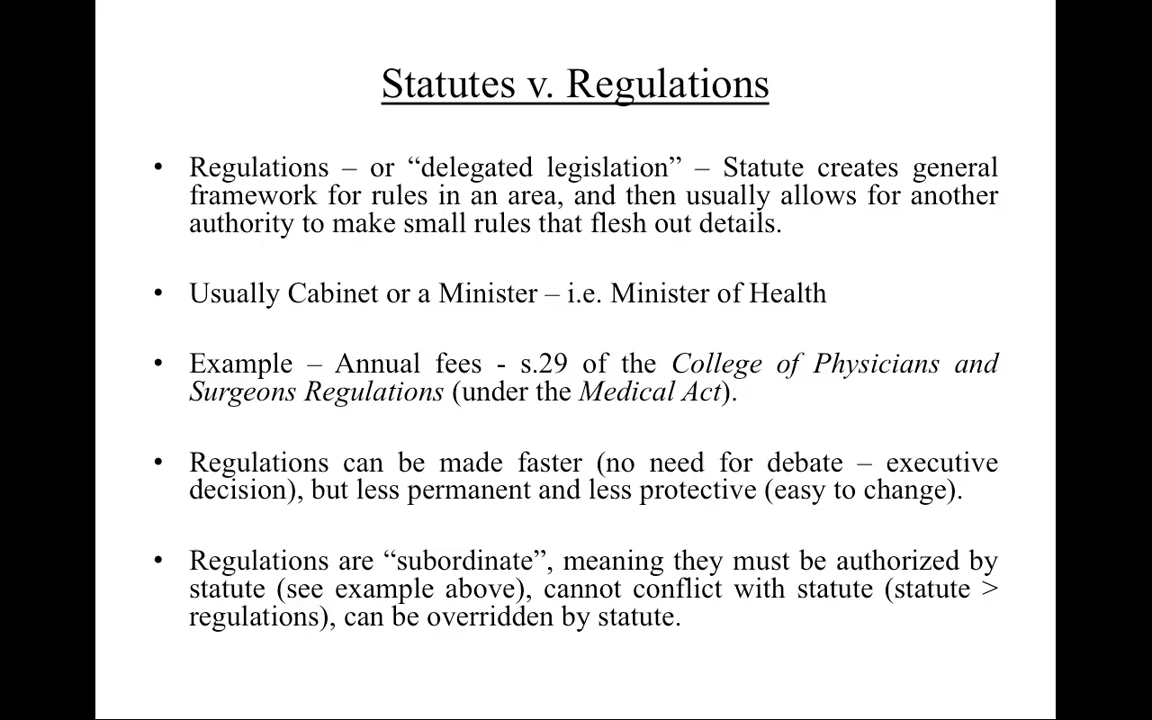 Statutes v. Regulations
• Regulations – or “delegated legislation” – Statute creates general
framework for rules in an area, and then usually allows for another
authority to make small rules that flesh out details.
• Usually Cabinet or a Minister – i.e. Minister of Health
• Example – Annual fees - s.29 of the College of Physicians and
Surgeons Regulations (under the Medical Act).
• Regulations can be made faster (no need for debate – executive
decision), but less permanent and less protective (easy to change).
• Regulations are “subordinate”, meaning they must be authorized by
statute (see example above), cannot conflict with statute (statute >
regulations), can be overridden by statute.